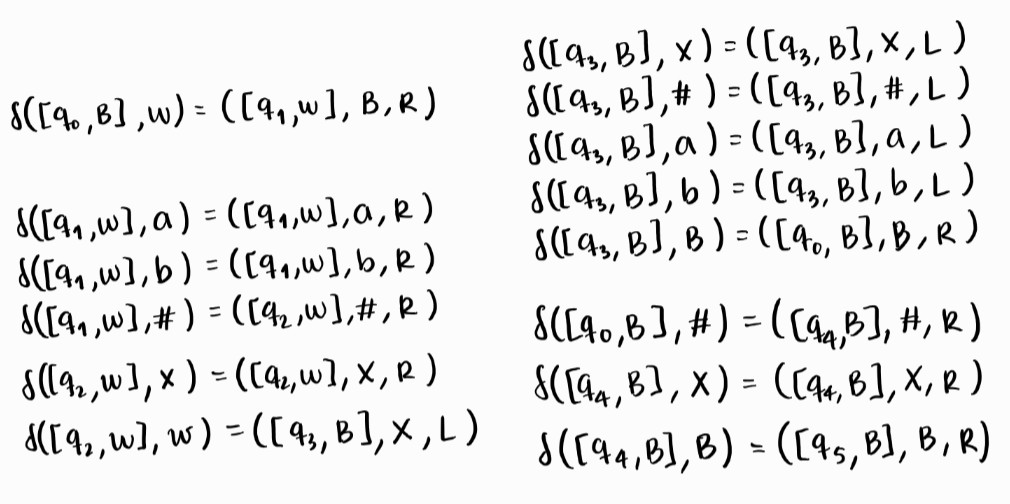 δ([q₀,B],w) = ([q₁,w], B,R)
δ([q₁,w],a) = ([q₁,w],a,R)
δ([q₁,w],b) = ([q₁,w],b,R)
δ([q₁,w],#) = ([q₂,w],#,R)
δ([q₂,w],x) = ([q₂,w],X,R)
δ([q₂,w],w) = ([q₃,B],X,L)
δ([q₃,B],x) = ([q₃,B],x,L)
δ([q₃,B],#) = ([q₃,B],#,L)
δ([q₃,B],a) = ([q₃,B],a,L)
δ([q₃,B],b) = ([q₃,B],b,L)
δ([q₃,B],B) = ([q₀,B],B,R)
δ([q₀,B],#) = ([q₄,B],#,R)
δ([q₄,B],X) = ([q₄,B],X,R)
δ([q₄,B],B) = ([q₅,B],B,R)